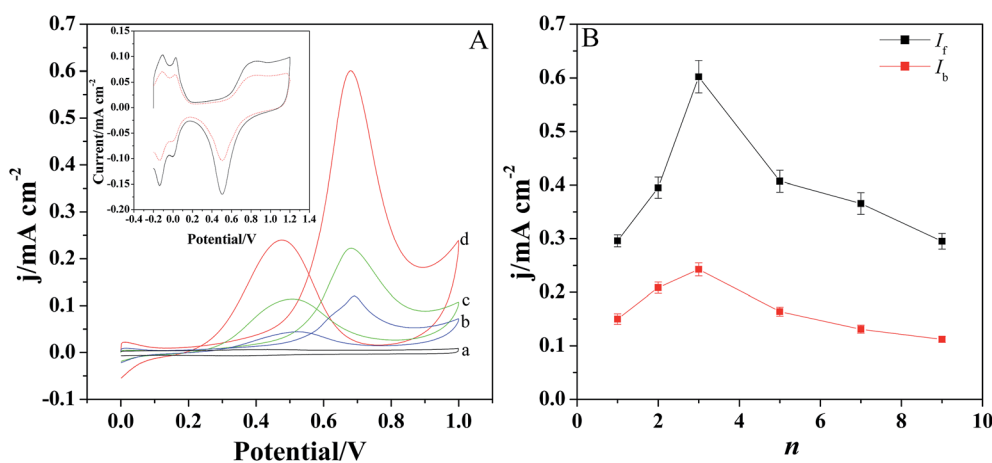 A
0.7
0.6
0.5
0.4
0.3
0.2
0.1
0.0
-0.1
j/mA cm-2
0.0 0.2 0.4 0.6 0.8 1.0
Potential/V
d
c
b
a
0.15
0.10
0.05
0.00
-0.05
-0.10
-0.15
-0.20
Current/mA cm-2
-0.4 -0.2 0.0 0.2 0.4 0.6 0.8 1.0 1.2 1.4
Potential/V
B
If
Ib
0.7
0.6
0.5
0.4
0.3
0.2
0.1
0.0
j/mA cm-2
0 2 4 6 8 10
n